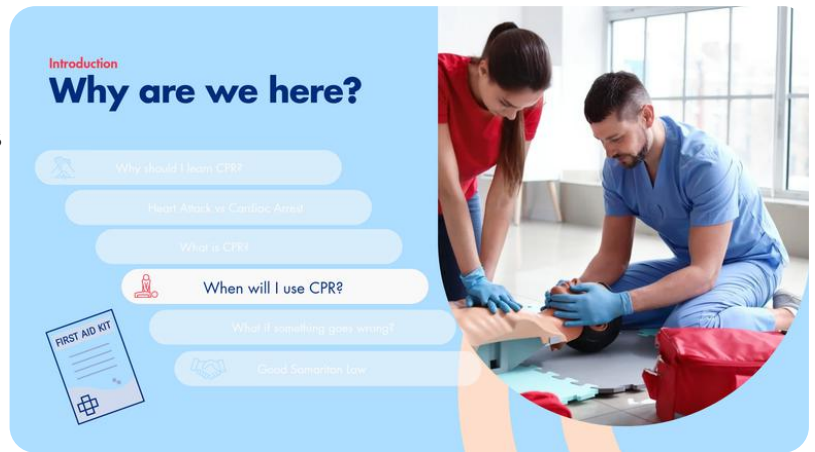 Introduction
Why are we here?
Why should I learn CPR?
Heart Attack vs Cardiac Arrest
What is CPR?
When will I use CPR?
What if something goes wrong?
Good Samaritan Law
FIRST AID KIT